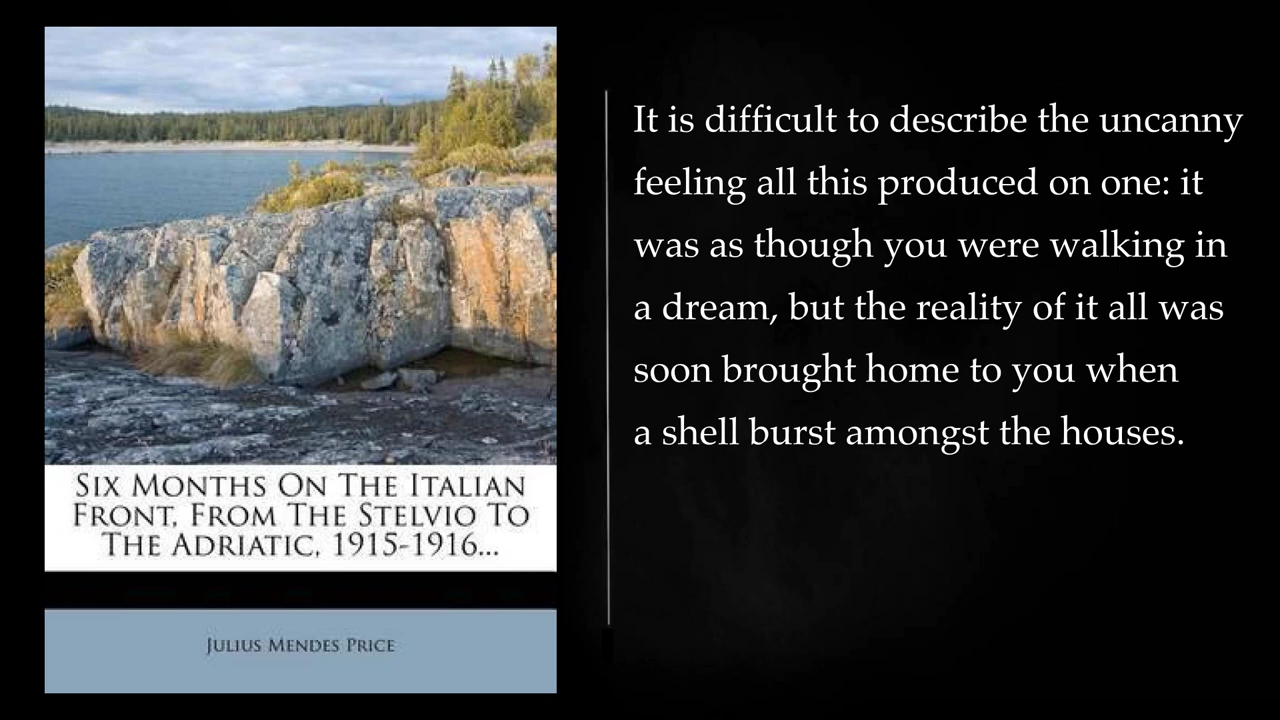 SIX MONTHS ON THE ITALIAN
FRONT, FROM THE STELVIO TO
THE ADRIATIC, 1915-1916...
JULIUS MENDES PRICE
It is difficult to describe the uncanny
feeling all this produced on one: it
was as though you were walking in
a dream, but the reality of it all was
soon brought home to you when
a shell burst amongst the houses.